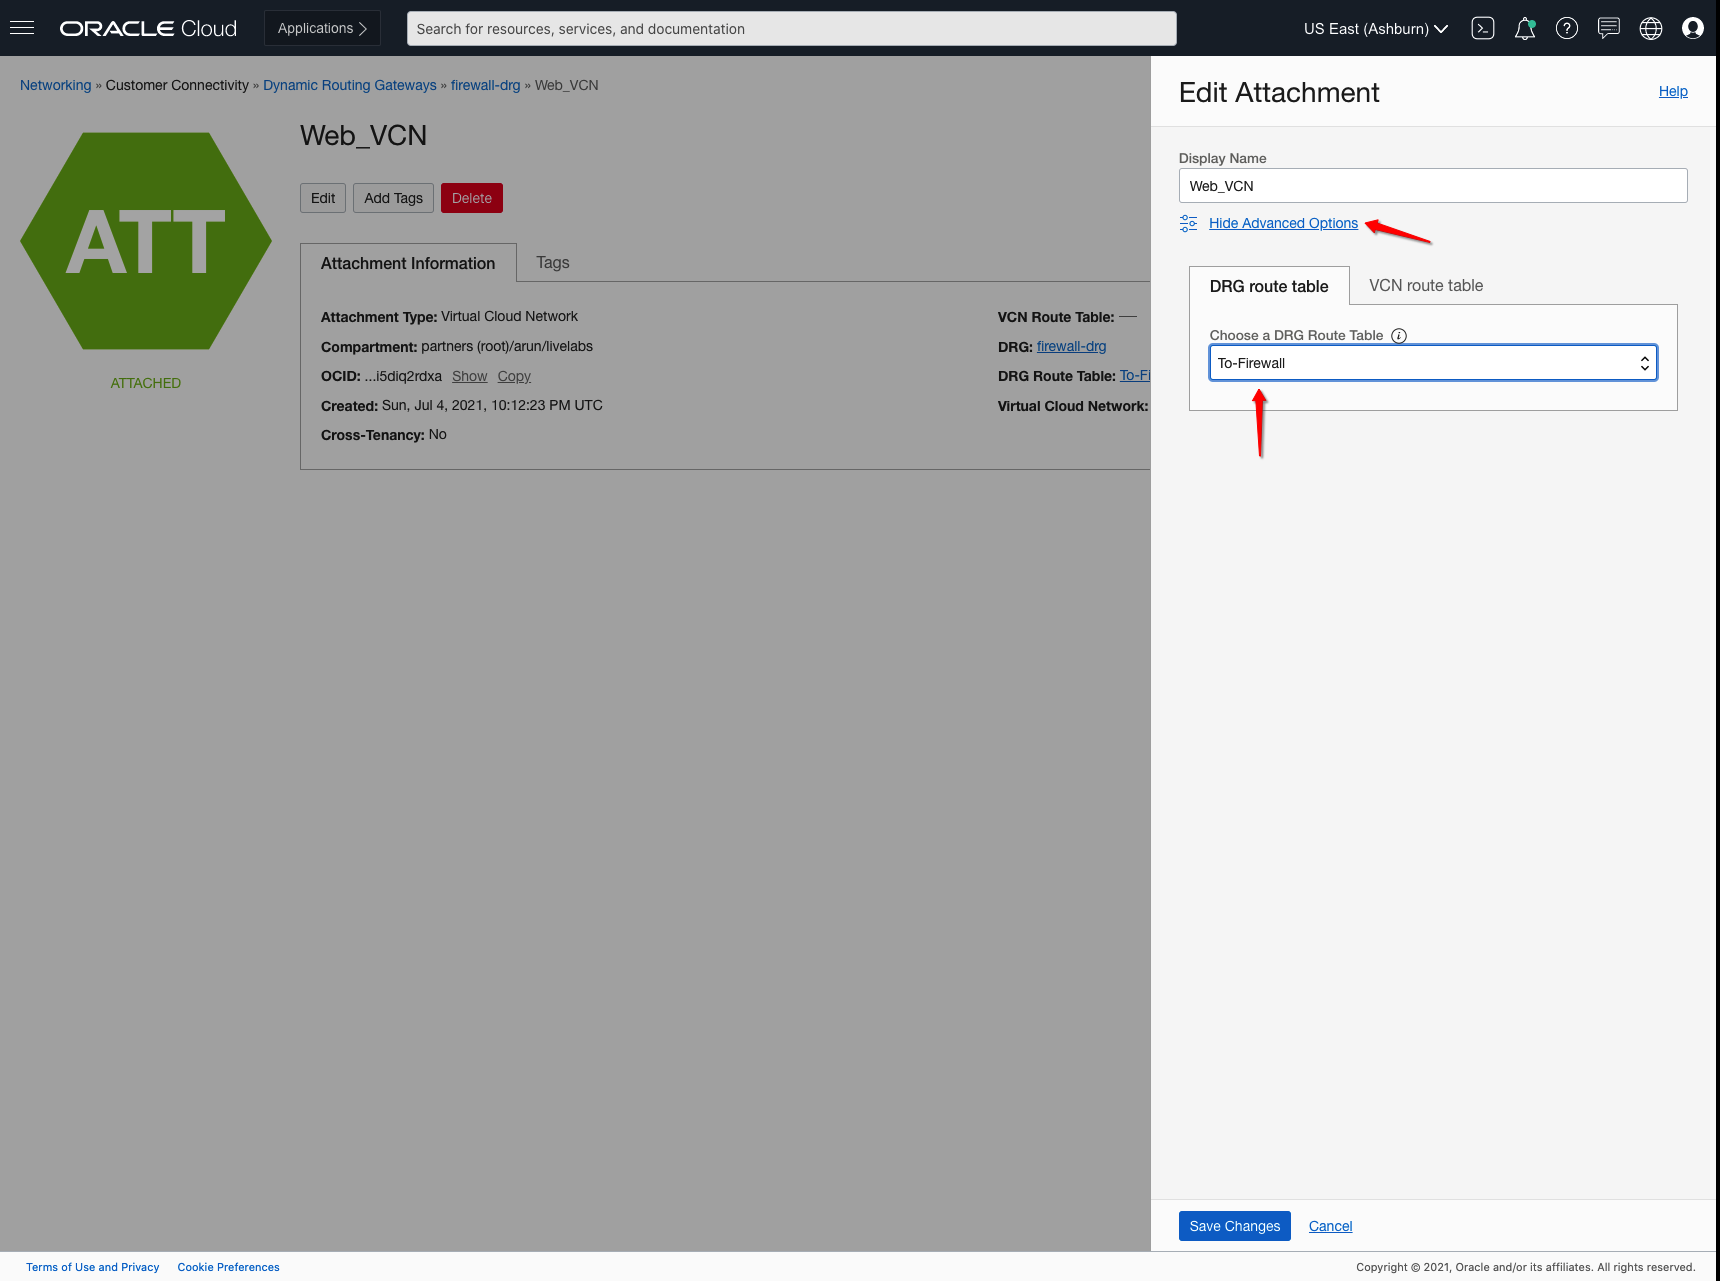 ORACLE Cloud
Applications
Search for resources, services, and documentation
US East (Ashburn)
Networking » Customer Connectivity » Dynamic Routing Gateways » firewall-drg » Web_VCN
ATT
ATTACHED
Web_VCN
Edit
Add Tags
Delete
Attachment Information
Tags
Attachment Type: Virtual Cloud Network
Compartment: partners (root)/arun/livelabs
OCID: ...i5diq2rdxa Show Copy
Created: Sun, Jul 4, 2021, 10:12:23 PM UTC
Cross-Tenancy: No
VCN Route Table: —
DRG: firewall-drg
DRG Route Table: To-Fi
Virtual Cloud Network:
Edit Attachment
Help
Display Name
Web_VCN
Hide Advanced Options
DRG route table
VCN route table
Choose a DRG Route Table
To-Firewall
Save Changes
Cancel
Terms of Use and Privacy
Cookie Preferences
Copyright © 2021, Oracle and/or its affiliates. All rights reserved.